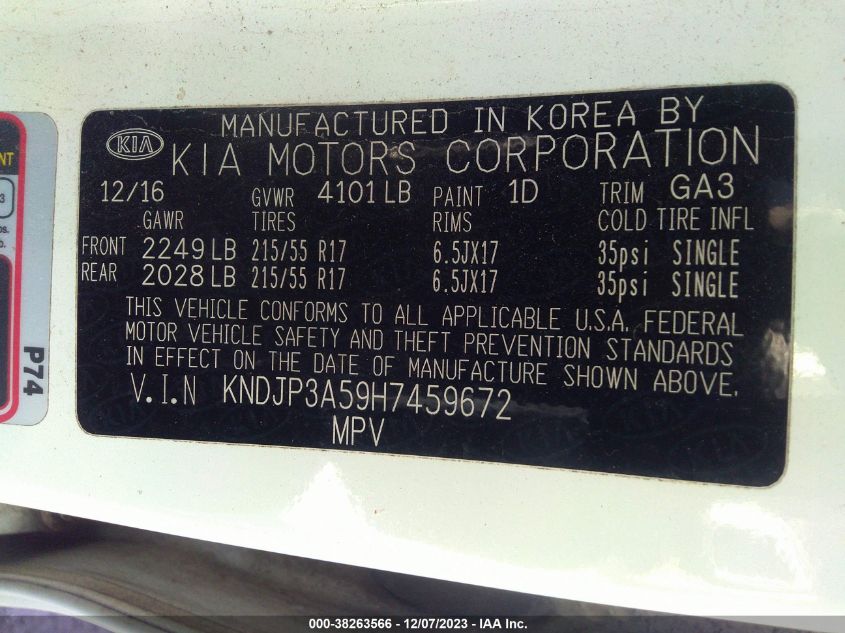 MANUFACTURED IN KOREA BY
KIA
KIA MOTORS CORPORATION
12/16 GVWR 4101 LB PAINT 1D TRIM GA3
GAWR TIRES RIMS COLD TIRE INFL
FRONT 2249 LB 215/55 R17 6.5JX17 35psi SINGLE
REAR 2028 LB 215/55 R17 6.5JX17 35psi SINGLE
THIS VEHICLE CONFORMS TO ALL APPLICABLE U.S.A. FEDERAL
MOTOR VEHICLE SAFETY AND THEFT PREVENTION STANDARDS
IN EFFECT ON THE DATE OF MANUFACTURE SHOWN ABOVE.
V.I.N KNDJP3A59H7459672
MPV
NT
3
P74
000-38263566 - 12/07/2023 - IAA Inc.